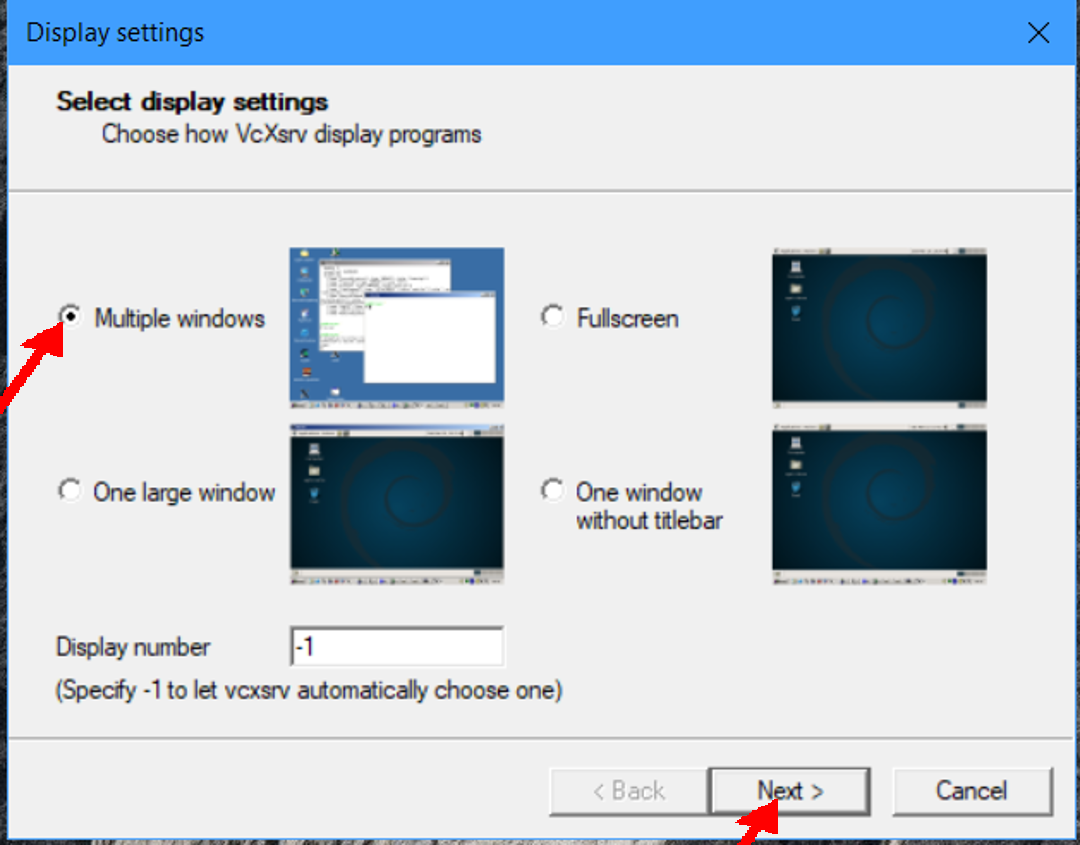 Display settings
Select display settings
Choose how VcXsrv display programs
Multiple windows
Fullscreen
One large window
One window
without titlebar
Display number
-1
(Specify -1 to let vcxsrv automatically choose one)
< Back
Next >
Cancel